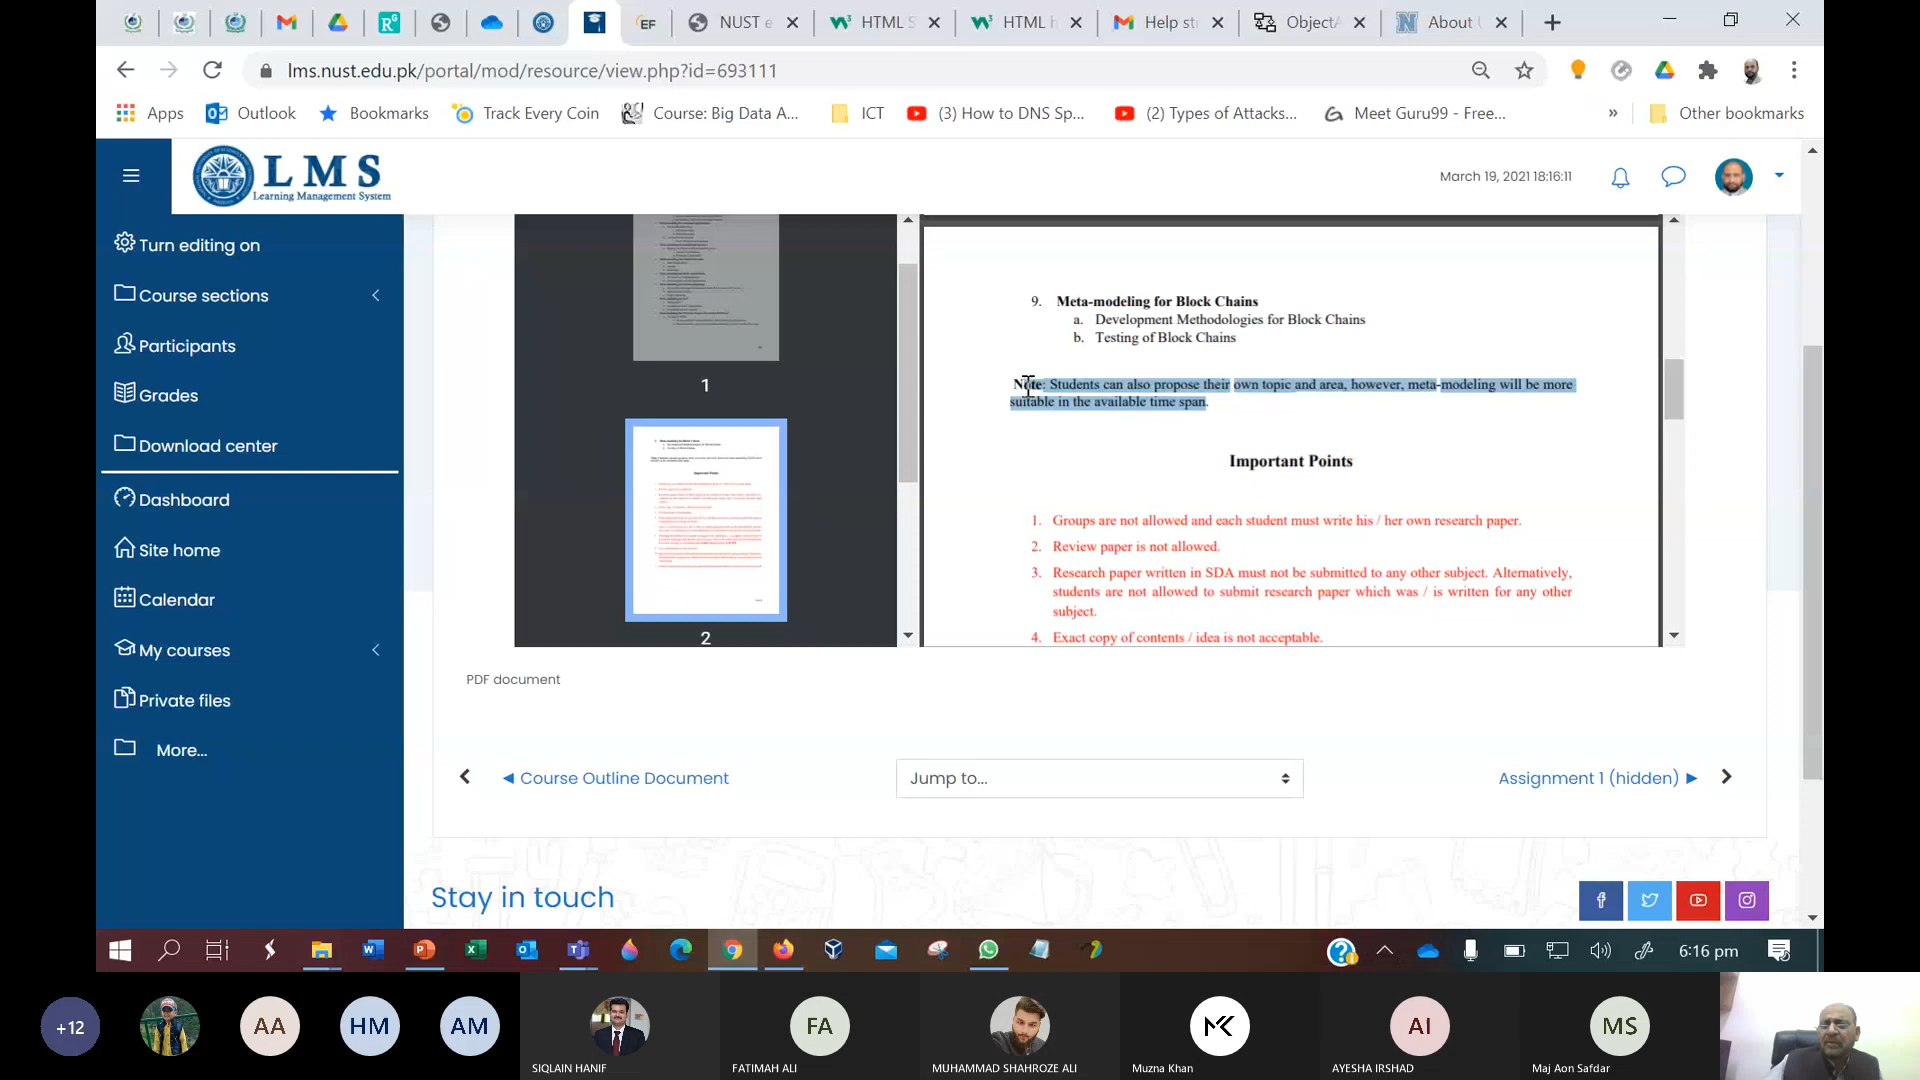 EF
NUST e
HTML S
HTML h
Help st
ObjectA
About U
lms.nust.edu.pk/portal/mod/resource/view.php?id=693111
Apps
Outlook
Bookmarks
Track Every Coin
Course: Big Data A...
ICT
(3) How to DNS Sp...
(2) Types of Attacks...
Meet Guru99 - Free...
»
Other bookmarks
LMS
Learning Management System
March 19, 2021 18:16:11
Turn editing on
Course sections
Participants
Grades
Download center
Dashboard
Site home
Calendar
My courses
Private files
More...
1
2
9. Meta-modeling for Block Chains
a. Development Methodologies for Block Chains
b. Testing of Block Chains
Note: Students can also propose their own topic and area, however, meta-modeling will be more
suitable in the available time span.
Important Points
1. Groups are not allowed and each student must write his / her own research paper.
2. Review paper is not allowed.
3. Research paper written in SDA must not be submitted to any other subject. Alternatively,
students are not allowed to submit research paper which was / is written for any other
subject.
4. Exact copy of contents / idea is not acceptable.
PDF document
◄ Course Outline Document
Jump to...
Assignment 1 (hidden) ►
Stay in touch
6:16 pm
+12
AA
HM
AM
SIQLAIN HANIF
FA
FATIMAH ALI
MUHAMMAD SHAHROZE ALI
MK
Muzna Khan
AI
AYESHA IRSHAD
MS
Maj Aon Safdar